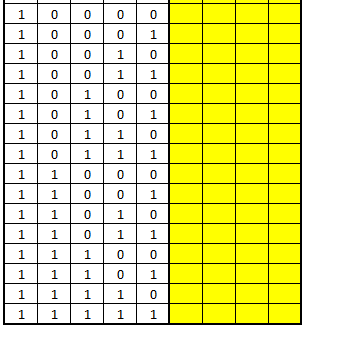 1 0 0 0 0
1 0 0 0 1
1 0 0 1 0
1 0 0 1 1
1 0 1 0 0
1 0 1 0 1
1 0 1 1 0
1 0 1 1 1
1 1 0 0 0
1 1 0 0 1
1 1 0 1 0
1 1 0 1 1
1 1 1 0 0
1 1 1 0 1
1 1 1 1 0
1 1 1 1 1